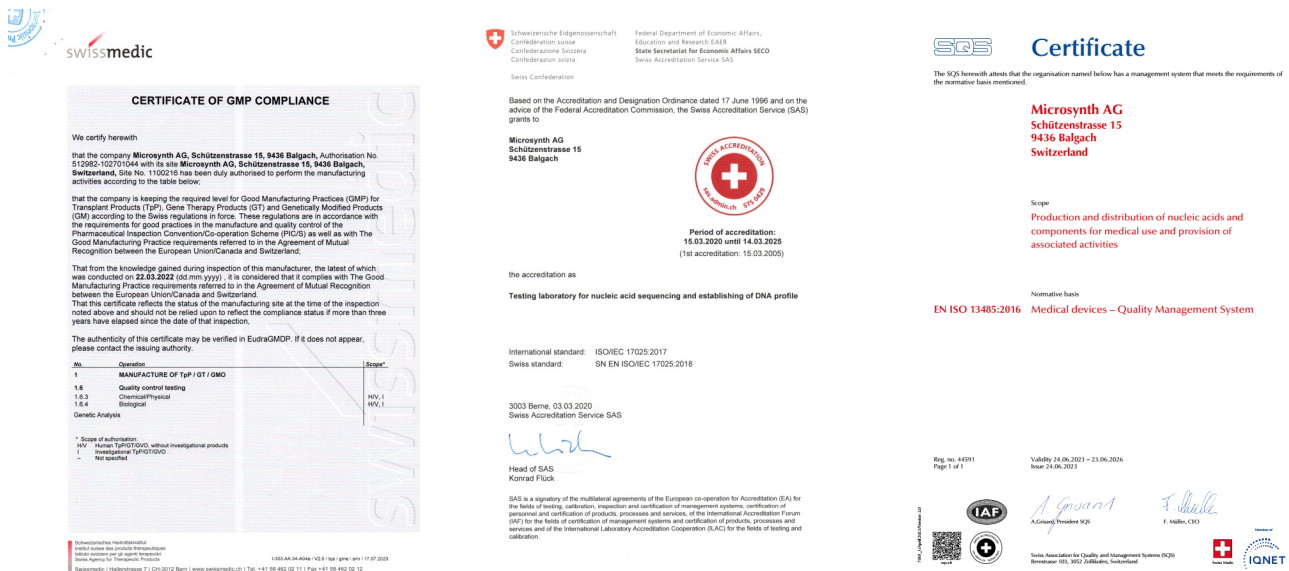 swissmedic
CERTIFICATE OF GMP COMPLIANCE
We certify herewith
that the company Microsynth AG, Schützenstrasse 15, 9436 Balgach, Authorisation No.
512982-102701044 with its site Microsynth AG, Schützenstrasse 15, 9436 Balgach,
Switzerland, Site No. 1100216 has been duly authorised to perform the manufacturing
activities according to the table below;
that the company is keeping the required level for Good Manufacturing Practices (GMP) for
Transplant Products (TpP), Gene Therapy Products (GT) and Genetically Modified Products
(GM) according to the Swiss regulations in force. These regulations are in accordance with
the requirements for good practices in the manufacture and quality control of the
Pharmaceutical Inspection Convention/Co-operation Scheme (PIC/S) as well as with The
Good Manufacturing Practice requirements referred to in the Agreement of Mutual
Recognition between the European Union/Canada and Switzerland;
That from the knowledge gained during inspection of this manufacturer, the latest of which
was conducted on 22.03.2022 (dd.mm.yyyy) , it is considered that it complies with The Good
Manufacturing Practice requirements referred to in the Agreement of Mutual Recognition
between the European Union/Canada and Switzerland.
That this certificate reflects the status of the manufacturing site at the time of the inspection
noted above and should not be relied upon to reflect the compliance status if more than three
years have elapsed since the date of that inspection,
The authenticity of this certificate may be verified in EudraGMDP. If it does not appear,
please contact the issuing authority.
No. Operation Scope*
1 MANUFACTURE OF TpP / GT / GMO
1.6 Quality control testing
1.6.3 Chemical/Physical H/V, I
1.6.4 Biological H/V, I
Genetic Analysis
* Scope of authorisation:
H/V Human TpP/GT/GVO, without investigational products
I Investigational TpP/GT/GVO
– Not specified
Schweizerisches Heilmittelinstitut
Institut suisse des produits thérapeutiques
Istituto svizzero per gli agenti terapeutici
Swiss Agency for Therapeutic Products
I-303.AA.04-A04e / V2.0 / bja / gme / pmi / 17.07.2023
Swissmedic | Hallerstrasse 7 | CH-3012 Bern | www.swissmedic.ch | Tel. +41 58 462 02 11 | Fax +41 58 462 02 12
swissmedic
Schweizerische Eidgenossenschaft
Confédération suisse
Confederazione Svizzera
Confederaziun svizra
Swiss Confederation
Federal Department of Economic Affairs,
Education and Research EAER
State Secretariat for Economic Affairs SECO
Swiss Accreditation Service SAS
Based on the Accreditation and Designation Ordinance dated 17 June 1996 and on the
advice of the Federal Accreditation Commission, the Swiss Accreditation Service (SAS)
grants to
Microsynth AG
Schützenstrasse 15
9436 Balgach
SWISS ACCREDITATION
sas.admin.ch STS 0429
Period of accreditation:
15.03.2020 until 14.03.2025
(1st accreditation: 15.03.2005)
the accreditation as
Testing laboratory for nucleic acid sequencing and establishing of DNA profile
International standard: ISO/IEC 17025:2017
Swiss standard: SN EN ISO/IEC 17025:2018
3003 Berne, 03.03.2020
Swiss Accreditation Service SAS
Head of SAS
Konrad Flück
SAS is a signatory of the multilateral agreements of the European co-operation for Accreditation (EA) for
the fields of testing, calibration, inspection and certification of management systems, certification of
personnel and certification of products, processes and services, of the International Accreditation Forum
(IAF) for the fields of certification of management systems and certification of products, processes and
services and of the International Laboratory Accreditation Cooperation (ILAC) for the fields of testing and
calibration.
SQS
Certificate
The SQS herewith attests that the organisation named below has a management system that meets the requirements of
the normative basis mentioned.
Microsynth AG
Schützenstrasse 15
9436 Balgach
Switzerland
Scope
Production and distribution of nucleic acids and
components for medical use and provision of
associated activities
Normative basis
EN ISO 13485:2016 Medical devices – Quality Management System
Reg. no. 44591
Page 1 of 1
Validity 24.06.2023 – 23.06.2026
Issue 24.06.2023
IAF
A. Grisard
F. Müller
A.Grisard, President SQS
F. Müller, CEO
sqs.ch
Swiss Association for Quality and Management Systems (SQS)
Bernstrasse 103, 3052 Zollikofen, Switzerland
Swiss Made
Member of
IQNET